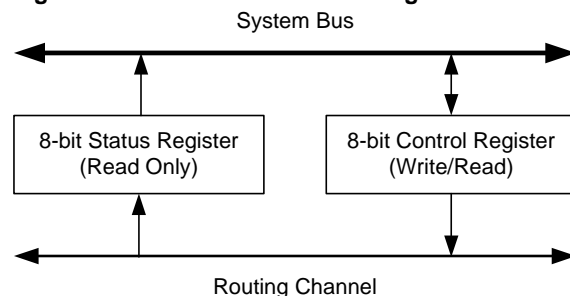 System Bus
8-bit Status Register
(Read Only)
8-bit Control Register
(Write/Read)
Routing Channel